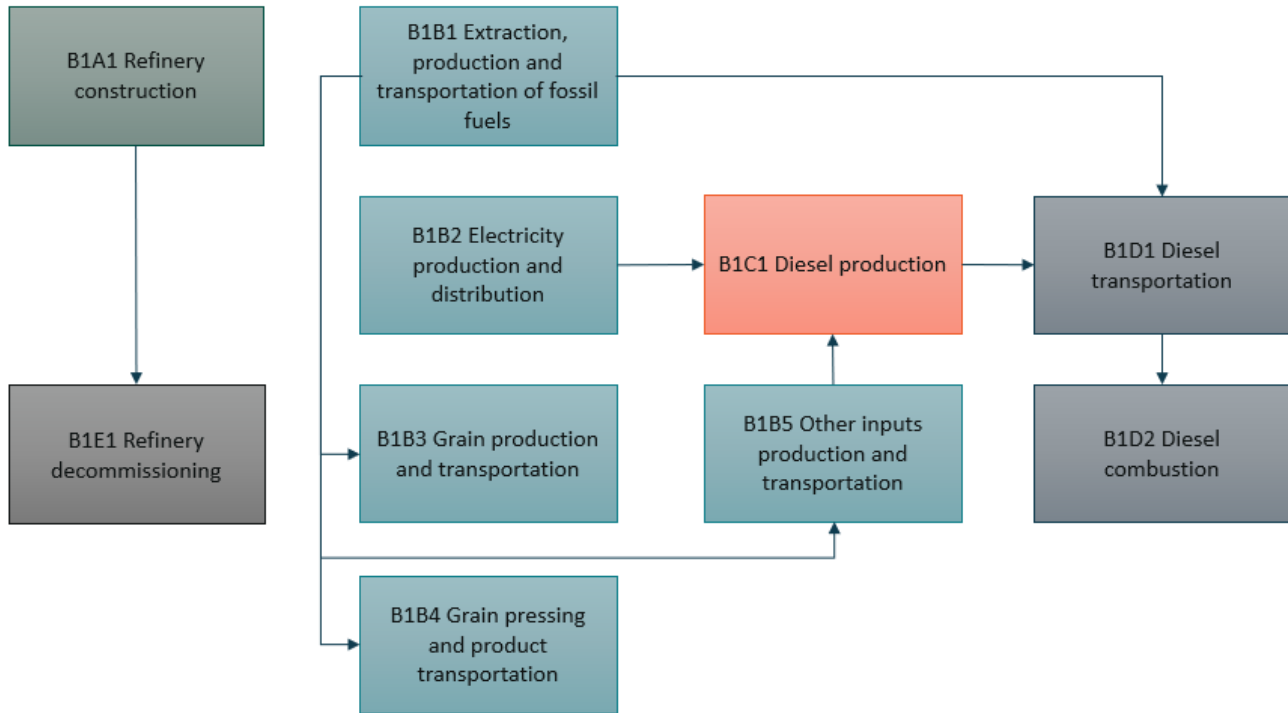 B1A1 Refinery
construction
B1B1 Extraction,
production and
transportation of fossil
fuels
B1B2 Electricity
production and
distribution
B1C1 Diesel production
B1D1 Diesel
transportation
B1E1 Refinery
decommissioning
B1B3 Grain production
and transportation
B1B5 Other inputs
production and
transportation
B1D2 Diesel
combustion
B1B4 Grain pressing
and product
transportation